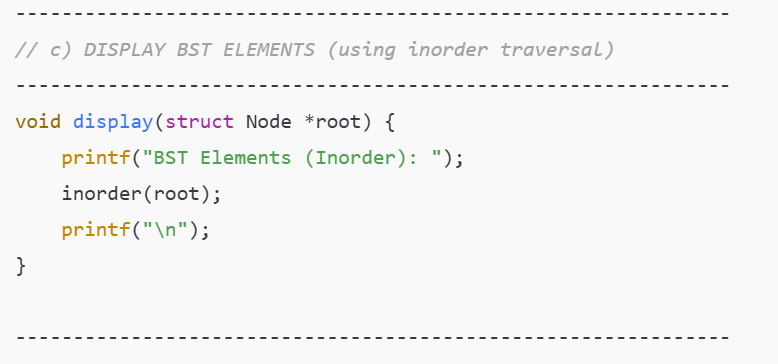 --------------------------------------------------------------
// c) DISPLAY BST ELEMENTS (using inorder traversal)
--------------------------------------------------------------
void display(struct Node *root) {
    printf("BST Elements (Inorder): ");
    inorder(root);
    printf("\n");
}
--------------------------------------------------------------